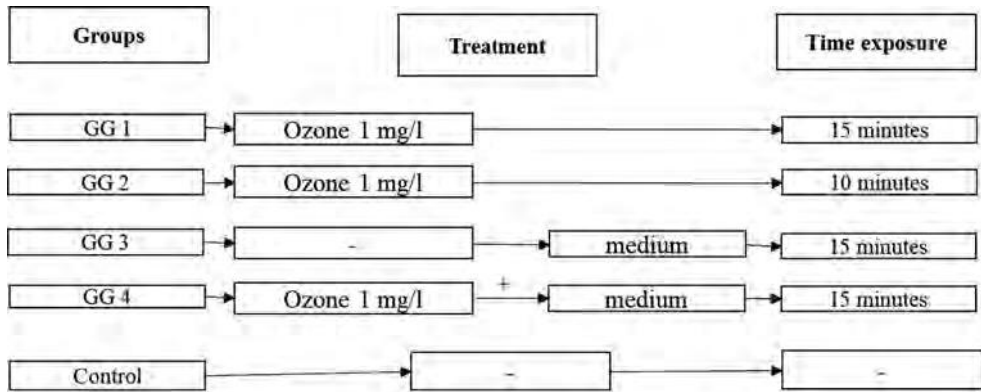 Groups
Treatment
Time exposure
GG 1
Ozone 1 mg/l
15 minutes
GG 2
Ozone 1 mg/l
10 minutes
GG 3
-
medium
15 minutes
GG 4
Ozone 1 mg/l
+
medium
15 minutes
Control
-
-